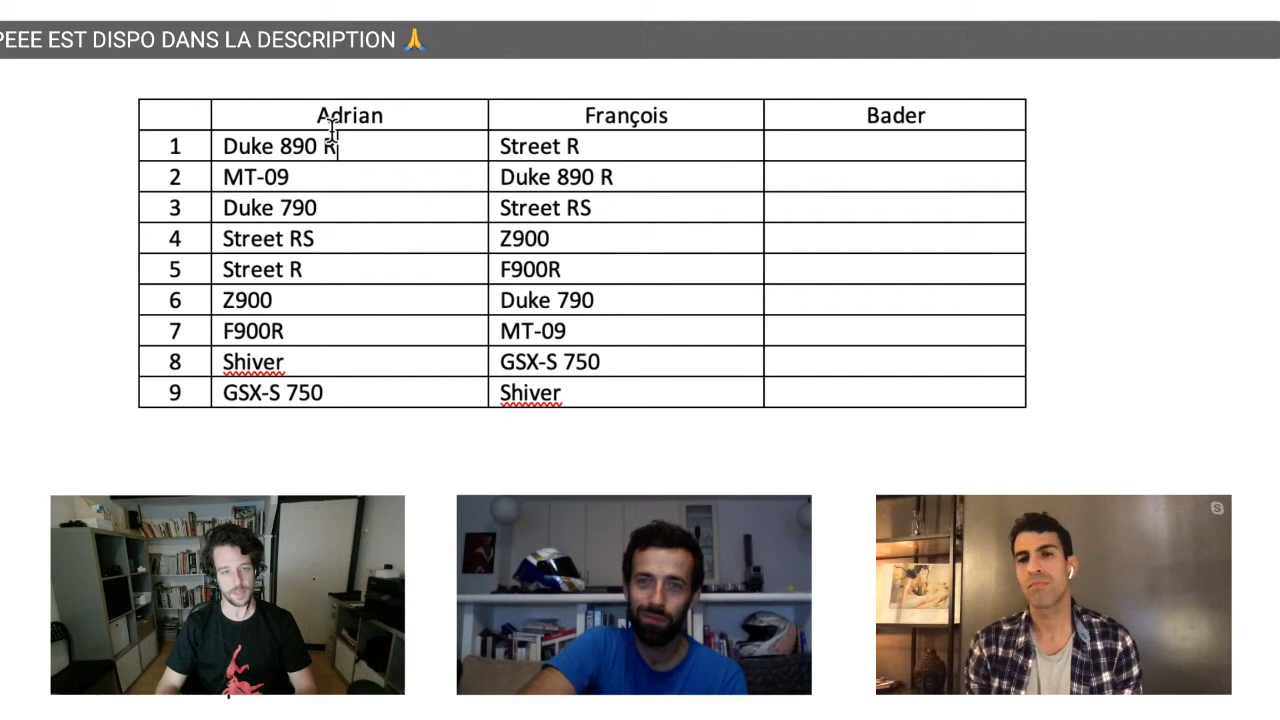 PEEE EST DISPO DANS LA DESCRIPTION 🙏
Adrian François Bader
1 Duke 890 R Street R
2 MT-09 Duke 890 R
3 Duke 790 Street RS
4 Street RS Z900
5 Street R F900R
6 Z900 Duke 790
7 F900R MT-09
8 Shiver GSX-S 750
9 GSX-S 750 Shiver